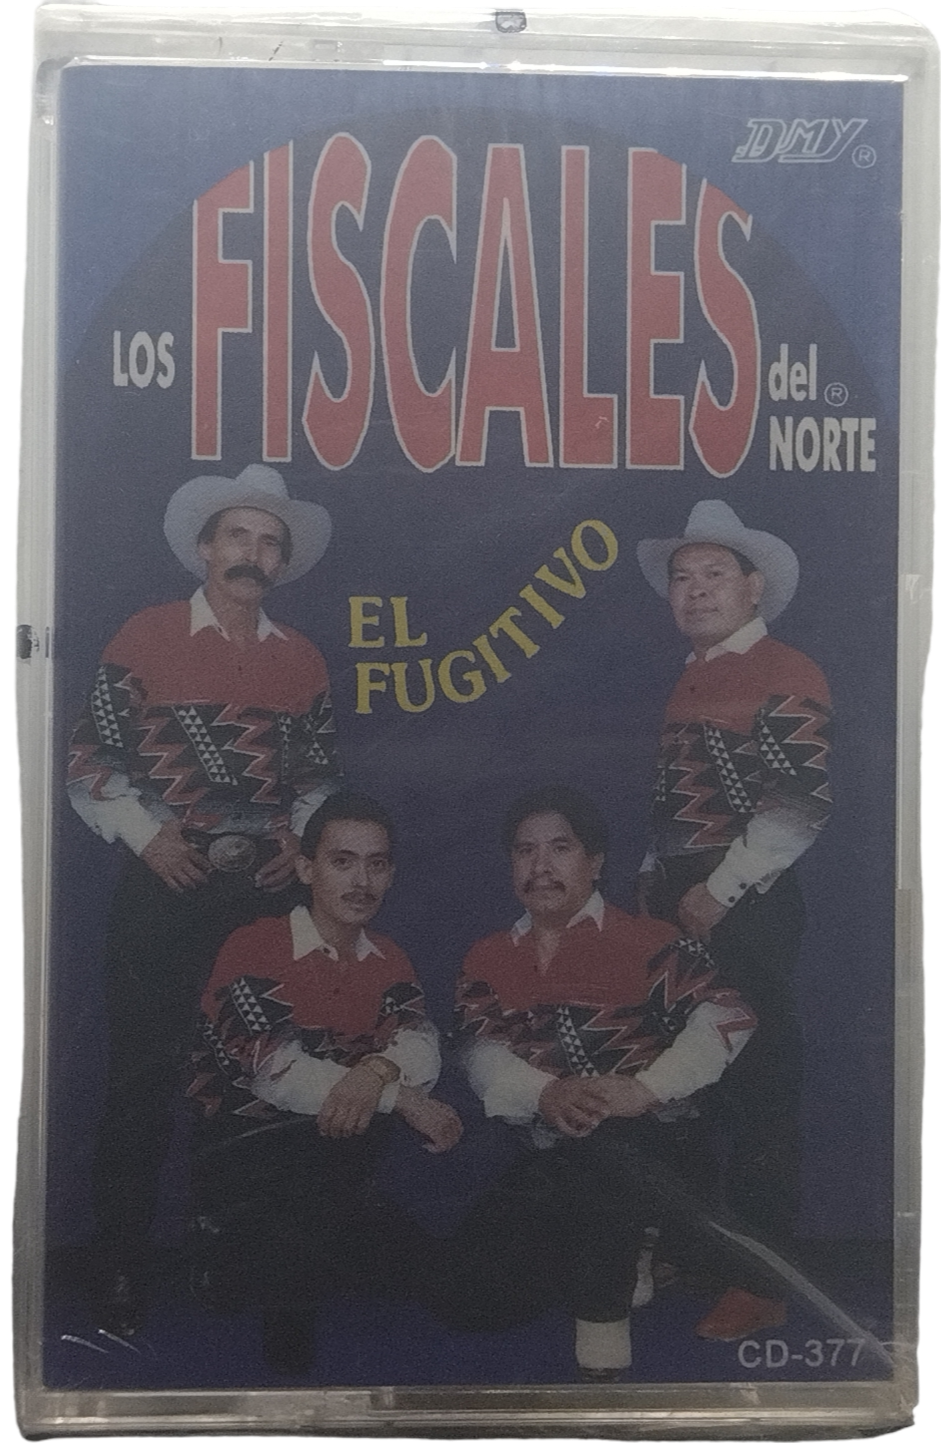 DMY®
LOS FISCALES del ®
NORTE
EL
FUGITIVO
CD-377